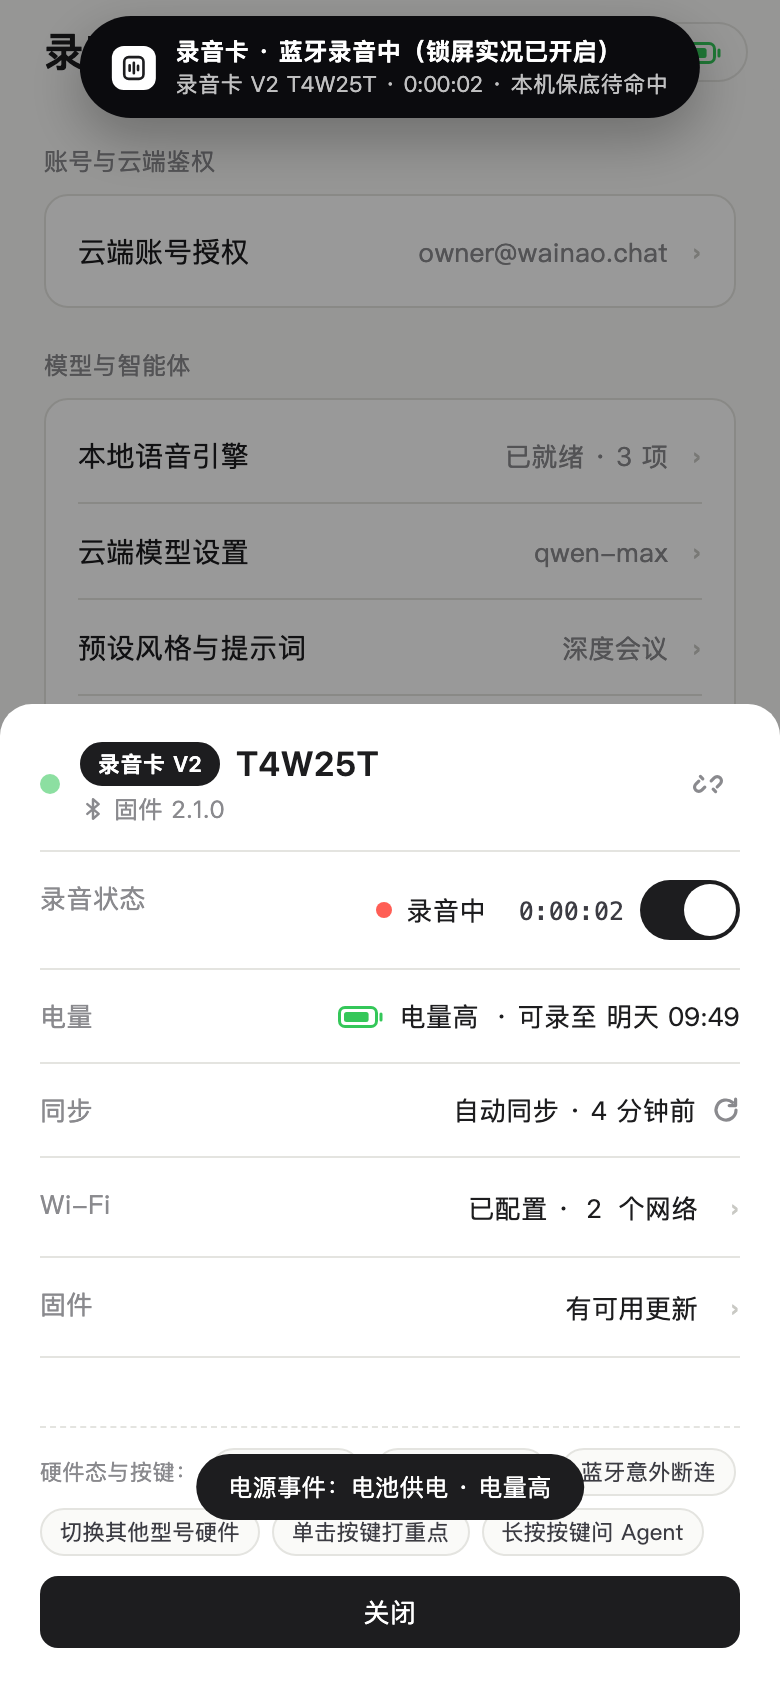 录
录音卡 · 蓝牙录音中（锁屏实况已开启）
录音卡 V2 T4W25T · 0:00:02 · 本机保底待命中
账号与云端鉴权
云端账号授权 owner@wainao.chat ›
模型与智能体
本地语音引擎 已就绪 · 3 项 ›
云端模型设置 qwen-max ›
预设风格与提示词 深度会议 ›
录音卡 V2 T4W25T
固件 2.1.0
录音状态 录音中 0:00:02
电量 电量高 · 可录至 明天 09:49
同步 自动同步 · 4 分钟前
Wi-Fi 已配置 · 2 个网络 ›
固件 有可用更新 ›
硬件态与按键： 蓝牙意外断连
电源事件：电池供电 · 电量高
切换其他型号硬件 单击按键打重点 长按按键问 Agent
关闭